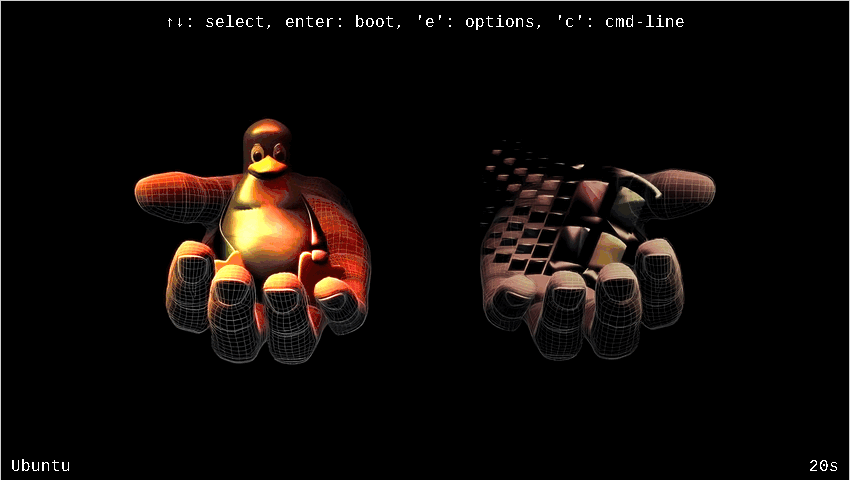 ↑↓: select, enter: boot, 'e': options, 'c': cmd-line
Ubuntu
20s